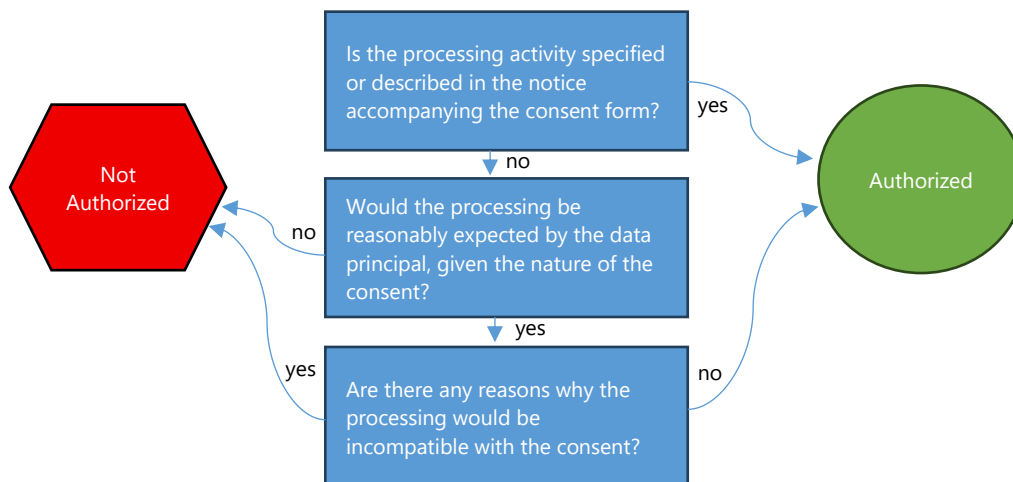 Is the processing activity specified
or described in the notice
accompanying the consent form?
yes
no
Not
Authorized
Authorized
Would the processing be
reasonably expected by the data
principal, given the nature of the
consent?
no
yes
Are there any reasons why the
processing would be
incompatible with the consent?
yes
no